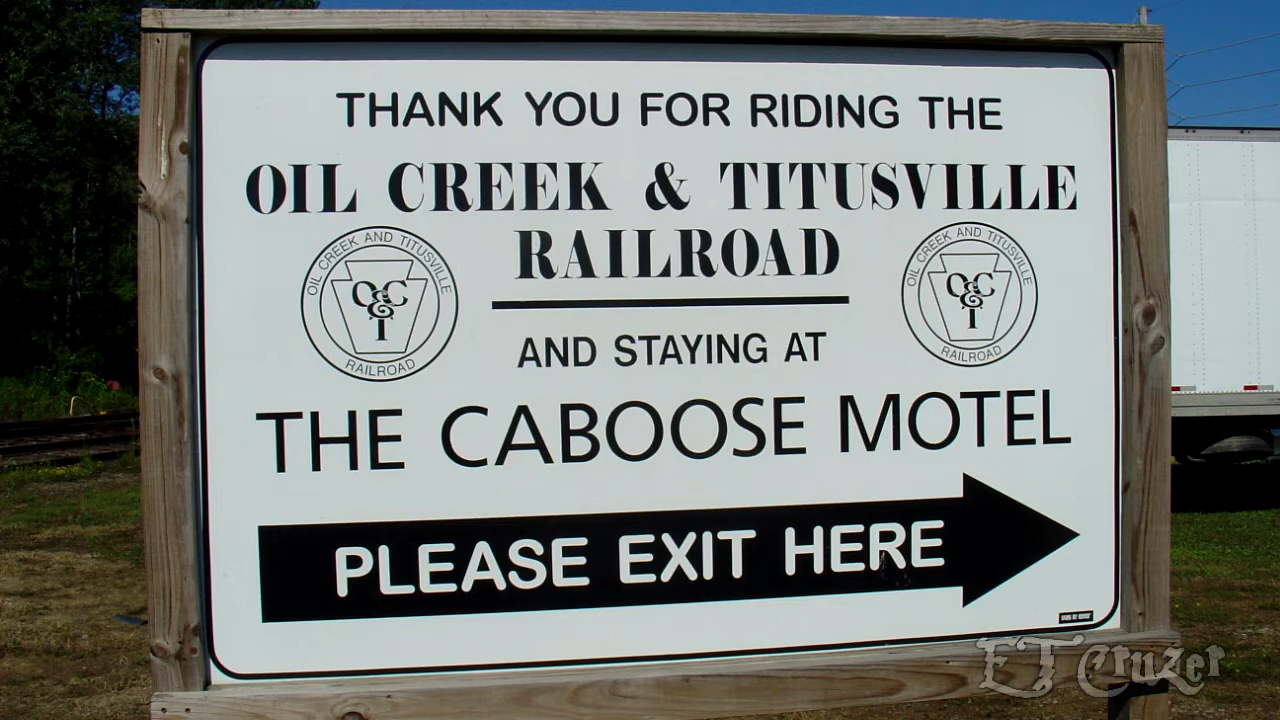 THANK YOU FOR RIDING THE
OIL CREEK & TITUSVILLE
RAILROAD
OIL CREEK AND TITUSVILLE
OC&T
RAILROAD
OIL CREEK AND TITUSVILLE
OC&T
RAILROAD
AND STAYING AT
THE CABOOSE MOTEL
PLEASE EXIT HERE
ET Cruzer